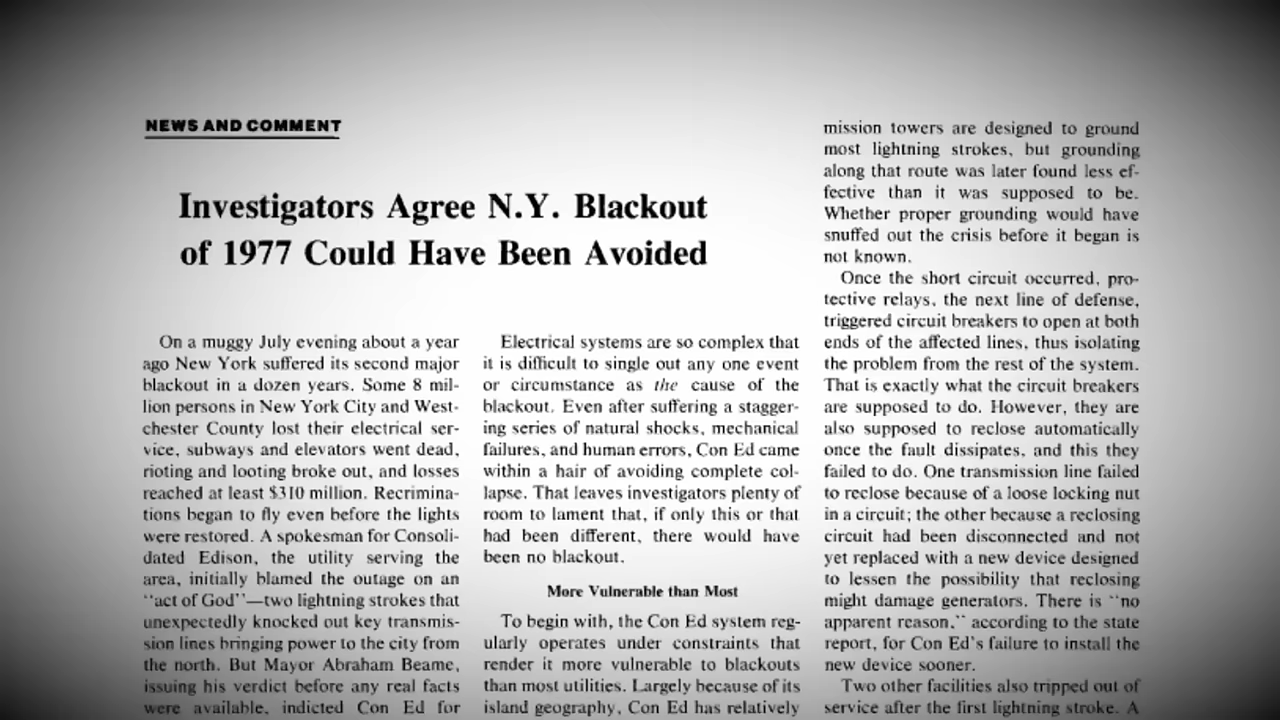 NEWS AND COMMENT
Investigators Agree N.Y. Blackout
of 1977 Could Have Been Avoided
On a muggy July evening about a year
ago New York suffered its second major
blackout in a dozen years. Some 8 mil-
lion persons in New York City and West-
chester County lost their electrical ser-
vice, subways and elevators went dead,
rioting and looting broke out, and losses
reached at least $310 million. Recrimina-
tions began to fly even before the lights
were restored. A spokesman for Consoli-
dated Edison, the utility serving the
area, initially blamed the outage on an
“act of God”—two lightning strokes that
unexpectedly knocked out key transmis-
sion lines bringing power to the city from
the north. But Mayor Abraham Beame,
issuing his verdict before any real facts
were available, indicted Con Ed for
Electrical systems are so complex that
it is difficult to single out any one event
or circumstance as the cause of the
blackout. Even after suffering a stagger-
ing series of natural shocks, mechanical
failures, and human errors, Con Ed came
within a hair of avoiding complete col-
lapse. That leaves investigators plenty of
room to lament that, if only this or that
had been different, there would have
been no blackout.
More Vulnerable than Most
To begin with, the Con Ed system reg-
ularly operates under constraints that
render it more vulnerable to blackouts
than most utilities. Largely because of its
island geography, Con Ed has relatively
mission towers are designed to ground
most lightning strokes, but grounding
along that route was later found less ef-
fective than it was supposed to be.
Whether proper grounding would have
snuffed out the crisis before it began is
not known.
Once the short circuit occurred, pro-
tective relays, the next line of defense,
triggered circuit breakers to open at both
ends of the affected lines, thus isolating
the problem from the rest of the system.
That is exactly what the circuit breakers
are supposed to do. However, they are
also supposed to reclose automatically
once the fault dissipates, and this they
failed to do. One transmission line failed
to reclose because of a loose locking nut
in a circuit; the other because a reclosing
circuit had been disconnected and not
yet replaced with a new device designed
to lessen the possibility that reclosing
might damage generators. There is “no
apparent reason,” according to the state
report, for Con Ed's failure to install the
new device sooner.
Two other facilities also tripped out of
service after the first lightning stroke. A